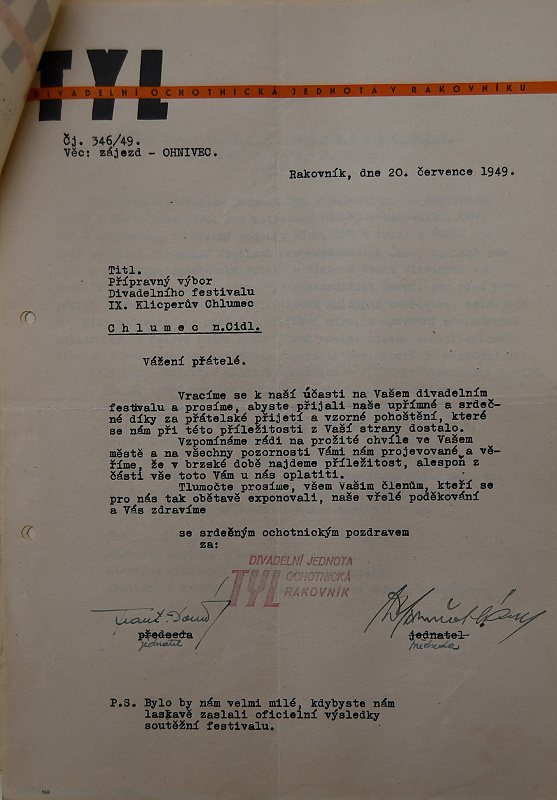 TYL
DIVADELNÍ OCHOTNICKÁ JEDNOTA V RAKOVNÍKU
Čj. 346/49.
Věc: zájezd - OHNIVEC.
Rakovník, dne 20. července 1949.
Titl.
Přípravný výbor
Divadelního festivalu
IX. Klicperův Chlumec
Chlumec n.Cidl.
Vážení přátelé.
Vracíme se k naší účasti na Vašem divadelním
festivalu a prosíme, abyste přijali naše upřímné a srdeč-
né díky za přátelské přijetí a vzorné pohoštění, které
se nám při této příležitosti z Vaší strany dostalo.
Vzpomínáme rádi na prožité chvíle ve Vašem
městě a na všechny pozornosti Vámi nám projevované a vě-
říme, že v brzské době najdeme příležitost, alespoň z
části vše toto Vám u nás oplatiti.
Tlumočte prosíme, všem Vašim členům, kteří se
pro nás tak obětavě exponovali, naše vřelé poděkování
a Vás zdravíme
se srdečným ochotnickým pozdravem
za:
DIVADELNÍ JEDNOTA
TYL OCHOTNICKÁ
RAKOVNÍK
předseda jednatel
jednatel předseda
P.S. Bylo by nám velmi milé, kdybyste nám
laskavě zaslali oficielní výsledky
soutěžní festivalu.